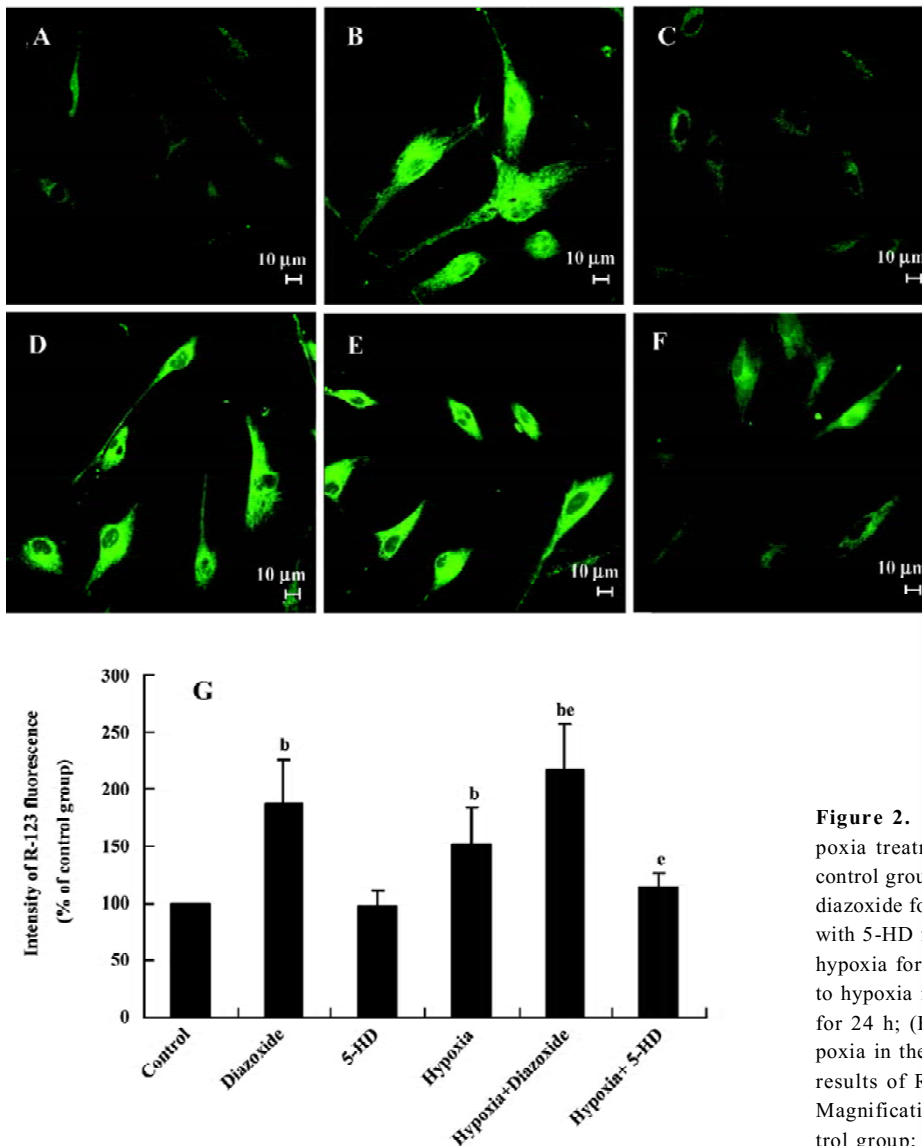 A
B
C
10 µm
10 µm
10 µm
D
E
F
10 µm
10 µm
10 µm
G
Intensity of R-123 fluorescence
(% of control group)
300
250
200
150
100
50
0
b
b
be
e
Control
Diazoxide
5-HD
Hypoxia
Hypoxia+Diazoxide
Hypoxia+ 5-HD
Figure 2.
poxia treatm
control grou
diazoxide fo
with 5-HD
hypoxia for
to hypoxia
for 24 h; (
poxia in the
results of R
Magnificati
trol group;